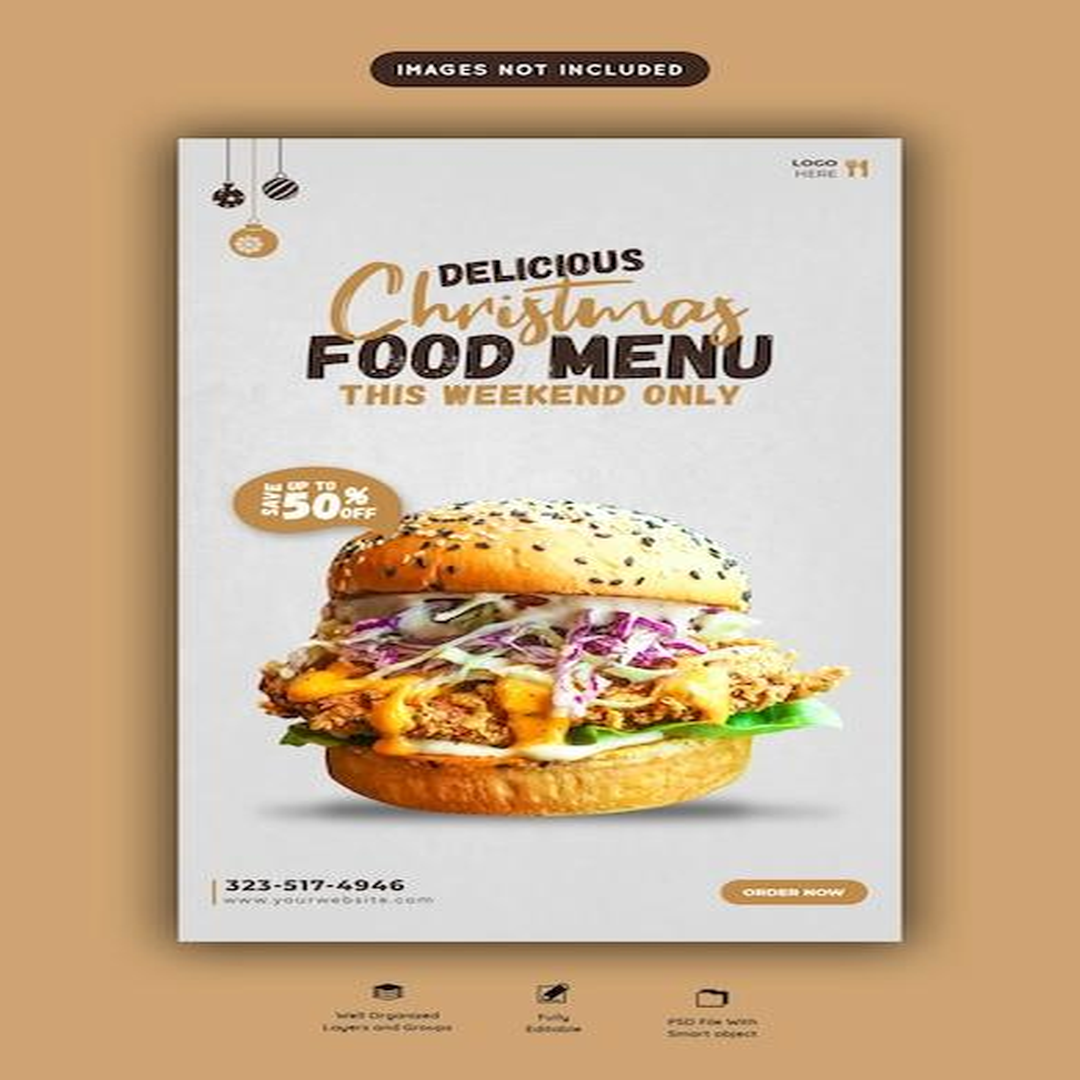 IMAGES NOT INCLUDED
LOGO
HERE
DELICIOUS
Christmas
FOOD MENU
THIS WEEKEND ONLY
SAVE UP TO
50%
OFF
323-517-4946
www.yourwebsite.com
ORDER NOW
Well Organized
Layers and Groups
Fully
Editable
PSD File With
Smart object